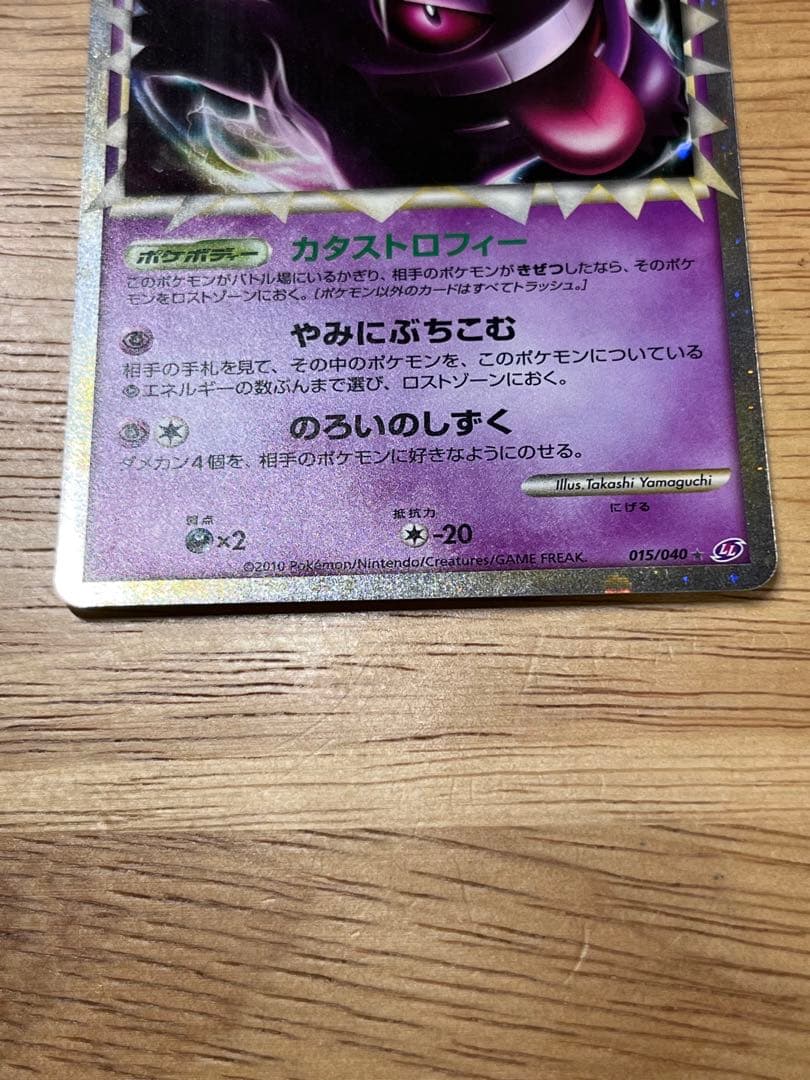 ポケボディー カタストロフィー
このポケモンがバトル場にいるかぎり、相手のポケモンがきぜつしたなら、そのポケ
モンをロストゾーンにおく。[ポケモン以外のカードはすべてトラッシュ。]
やみにぶちこむ
相手の手札を見て、その中のポケモンを、このポケモンについている
エネルギーの数ぶんまで選び、ロストゾーンにおく。
のろいのしずく
ダメカン4個を、相手のポケモンに好きなようにのせる。
Illus. Takashi Yamaguchi
弱点 抵抗力 にげる
×2 -20
©2010 Pokémon/Nintendo/Creatures/GAME FREAK. 015/040 LL